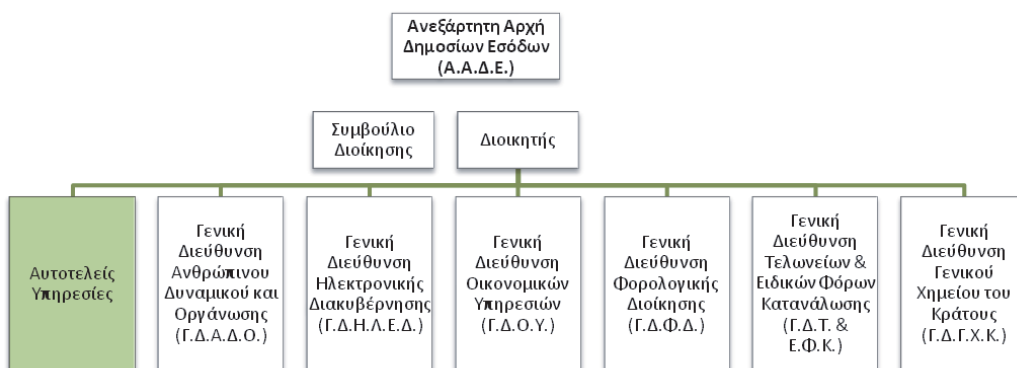 Ανεξάρτητη Αρχή
Δημοσίων Εσόδων
(Α.Α.Δ.Ε.)
Συμβούλιο
Διοίκησης
Διοικητής
Αυτοτελείς
Υπηρεσίες
Γενική
Διεύθυνση
Ανθρώπινου
Δυναμικού και
Οργάνωσης
(Γ.Δ.Α.Δ.Ο.)
Γενική
Διεύθυνση
Ηλεκτρονικής
Διακυβέρνησης
(Γ.Δ.Η.Λ.Ε.Δ.)
Γενική
Διεύθυνση
Οικονομικών
Υπηρεσιών
(Γ.Δ.Ο.Υ.)
Γενική
Διεύθυνση
Φορολογικής
Διοίκησης
(Γ.Δ.Φ.Δ.)
Γενική
Διεύθυνση
Τελωνείων &
Ειδικών Φόρων
Κατανάλωσης
(Γ.Δ.Τ. &
Ε.Φ.Κ.)
Γενική
Διεύθυνση
Γενικού
Χημείου του
Κράτους
(Γ.Δ.Γ.Χ.Κ.)